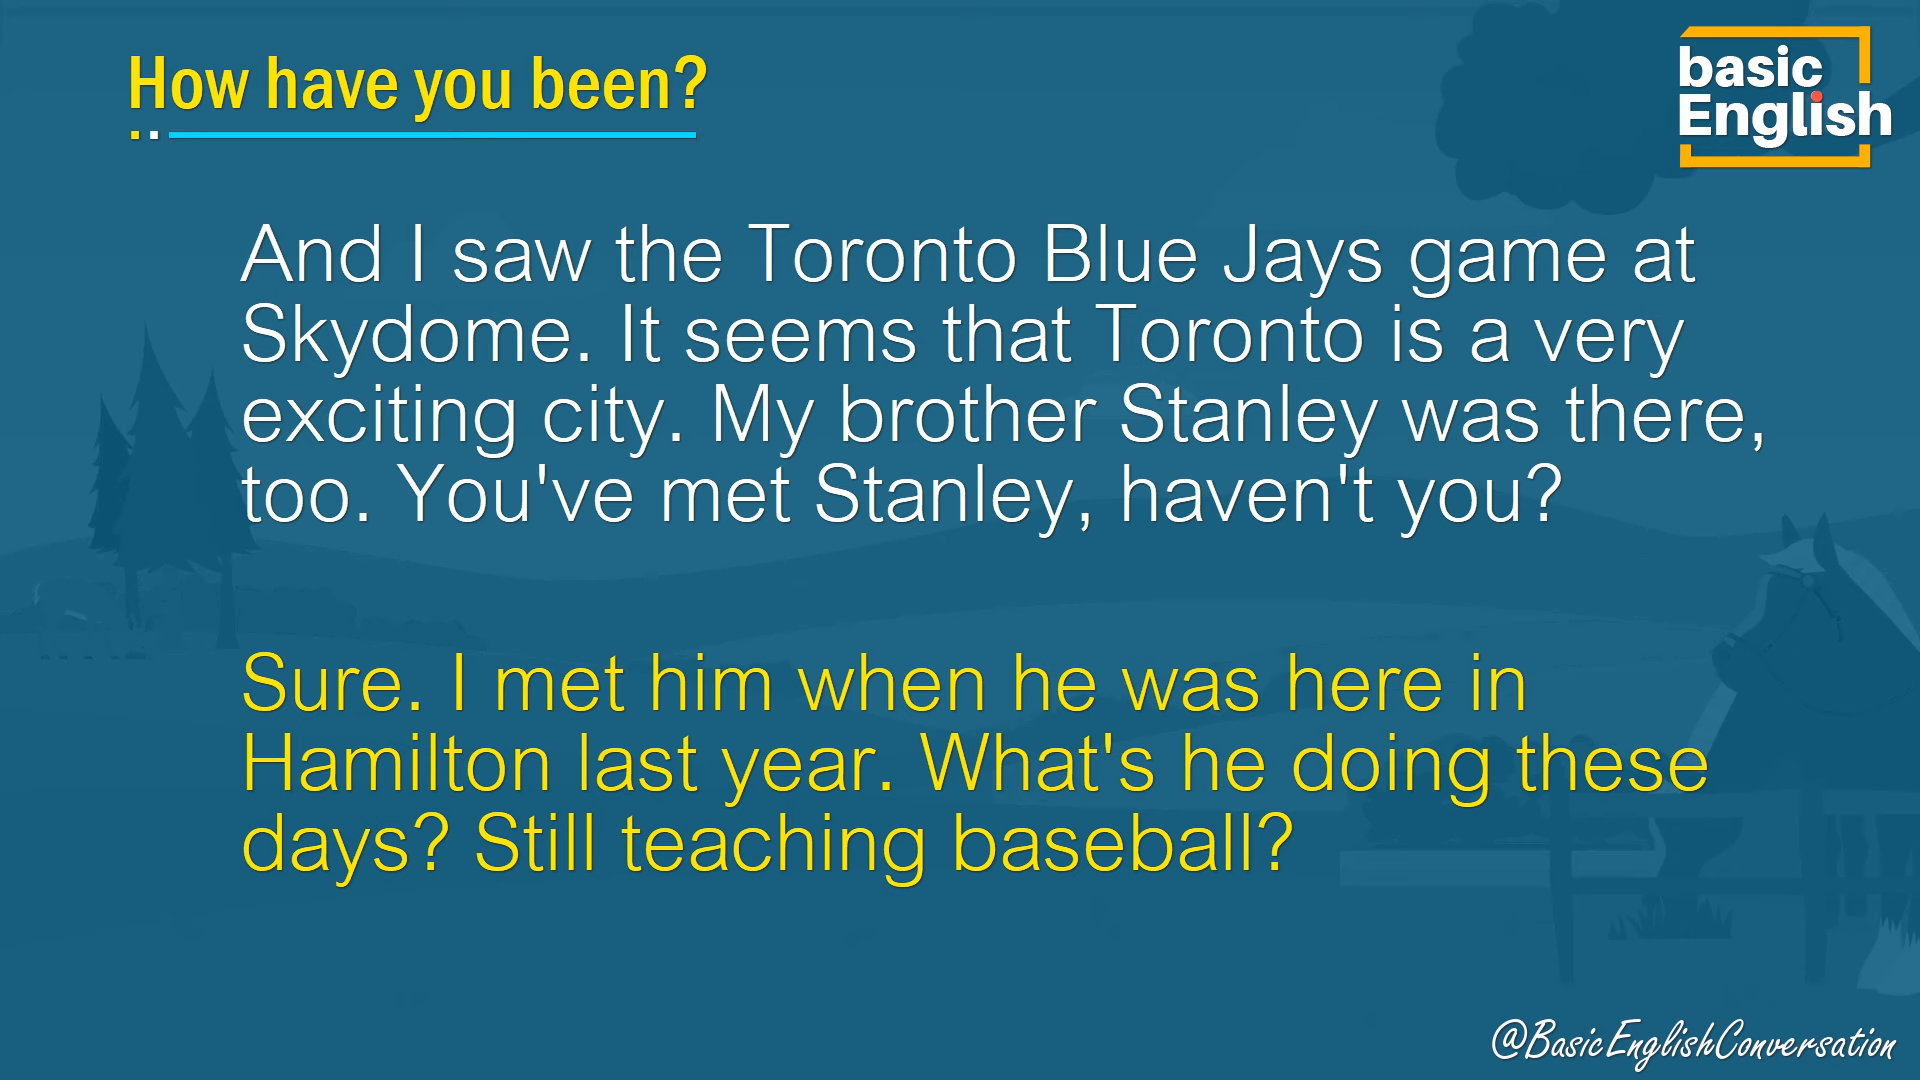 How have you been?
basic
English
And I saw the Toronto Blue Jays game at
Skydome. It seems that Toronto is a very
exciting city. My brother Stanley was there,
too. You've met Stanley, haven't you?
Sure. I met him when he was here in
Hamilton last year. What's he doing these
days? Still teaching baseball?
@BasicEnglishConversation